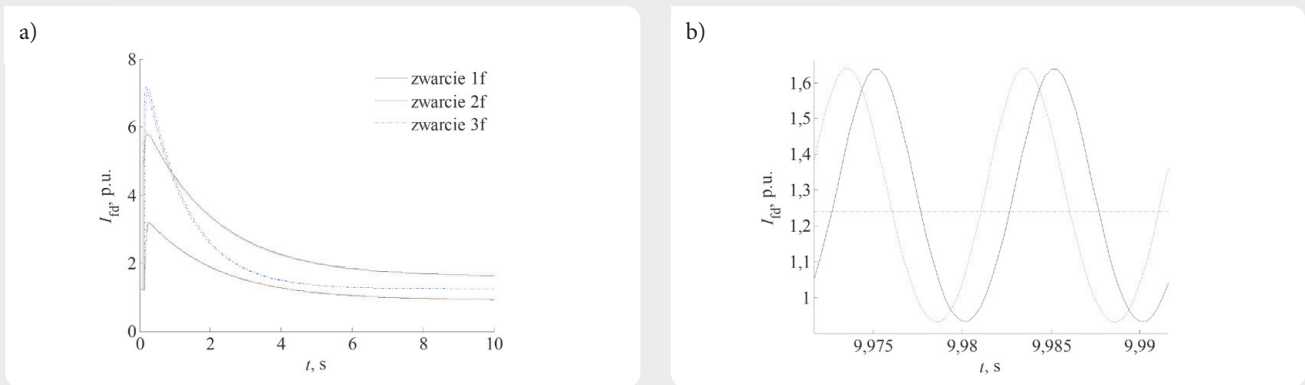 a)
8
6
4
2
0
I_fd, p.u.
zwarcie 1f
zwarcie 2f
zwarcie 3f
0 2 4 6 8 10
t, s
b)
1,6
1,5
1,4
1,3
1,2
1,1
1
I_fd, p.u.
9,975 9,98 9,985 9,99
t, s